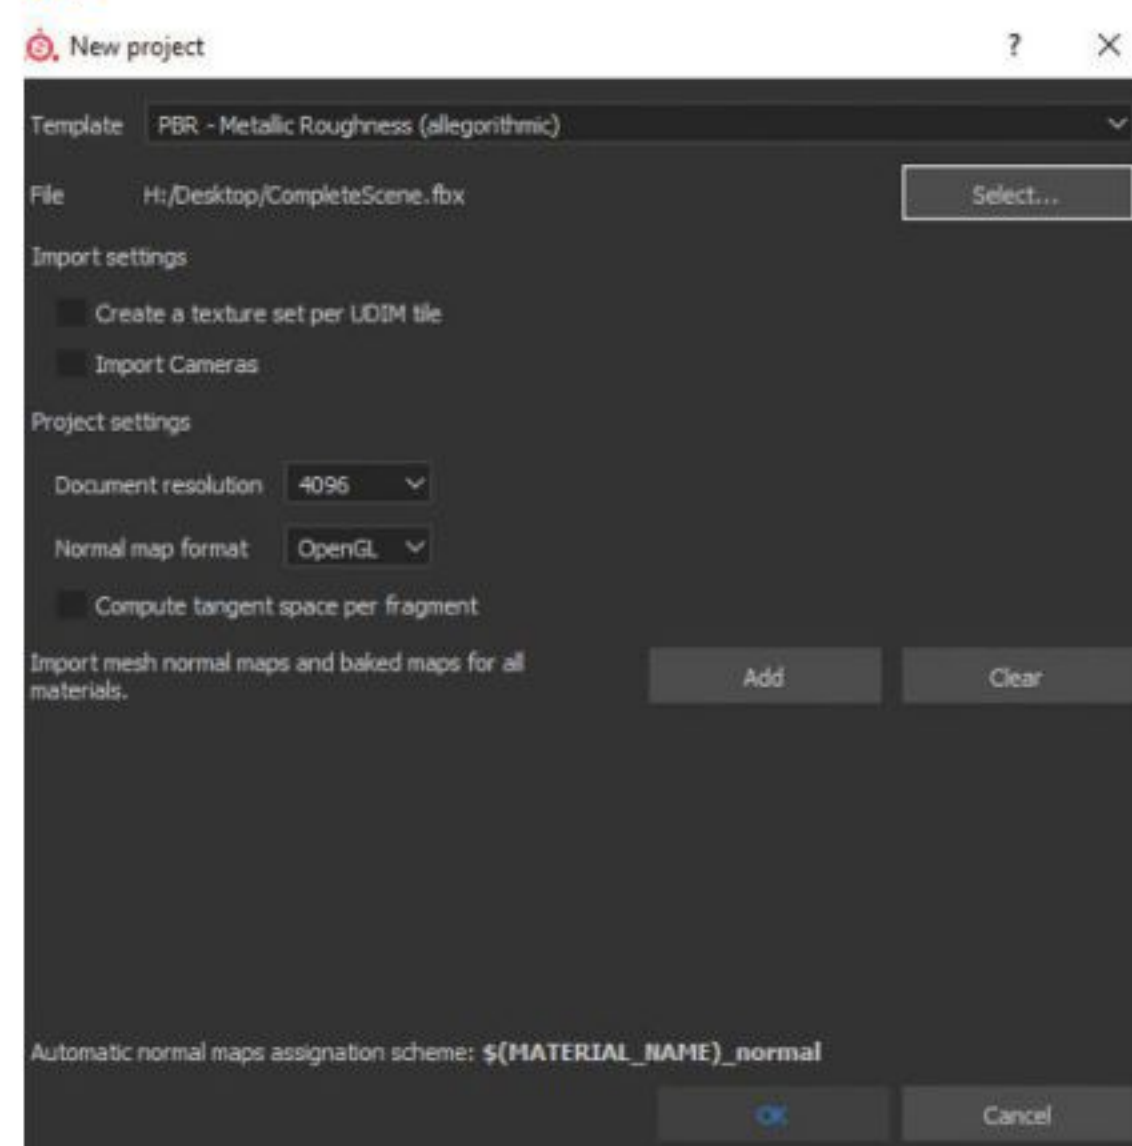 New project ?
Template PBR - Metallic Roughness (allegorithmic)
File H:/Desktop/CompleteScene.fbx Select...
Import settings
Create a texture set per UDIM tile
Import Cameras
Project settings
Document resolution 4096
Normal map format OpenGL
Compute tangent space per fragment
Import mesh normal maps and baked maps for all
materials.
Add Clear
Automatic normal maps assignation scheme: $(MATERIAL_NAME)_normal
OK Cancel